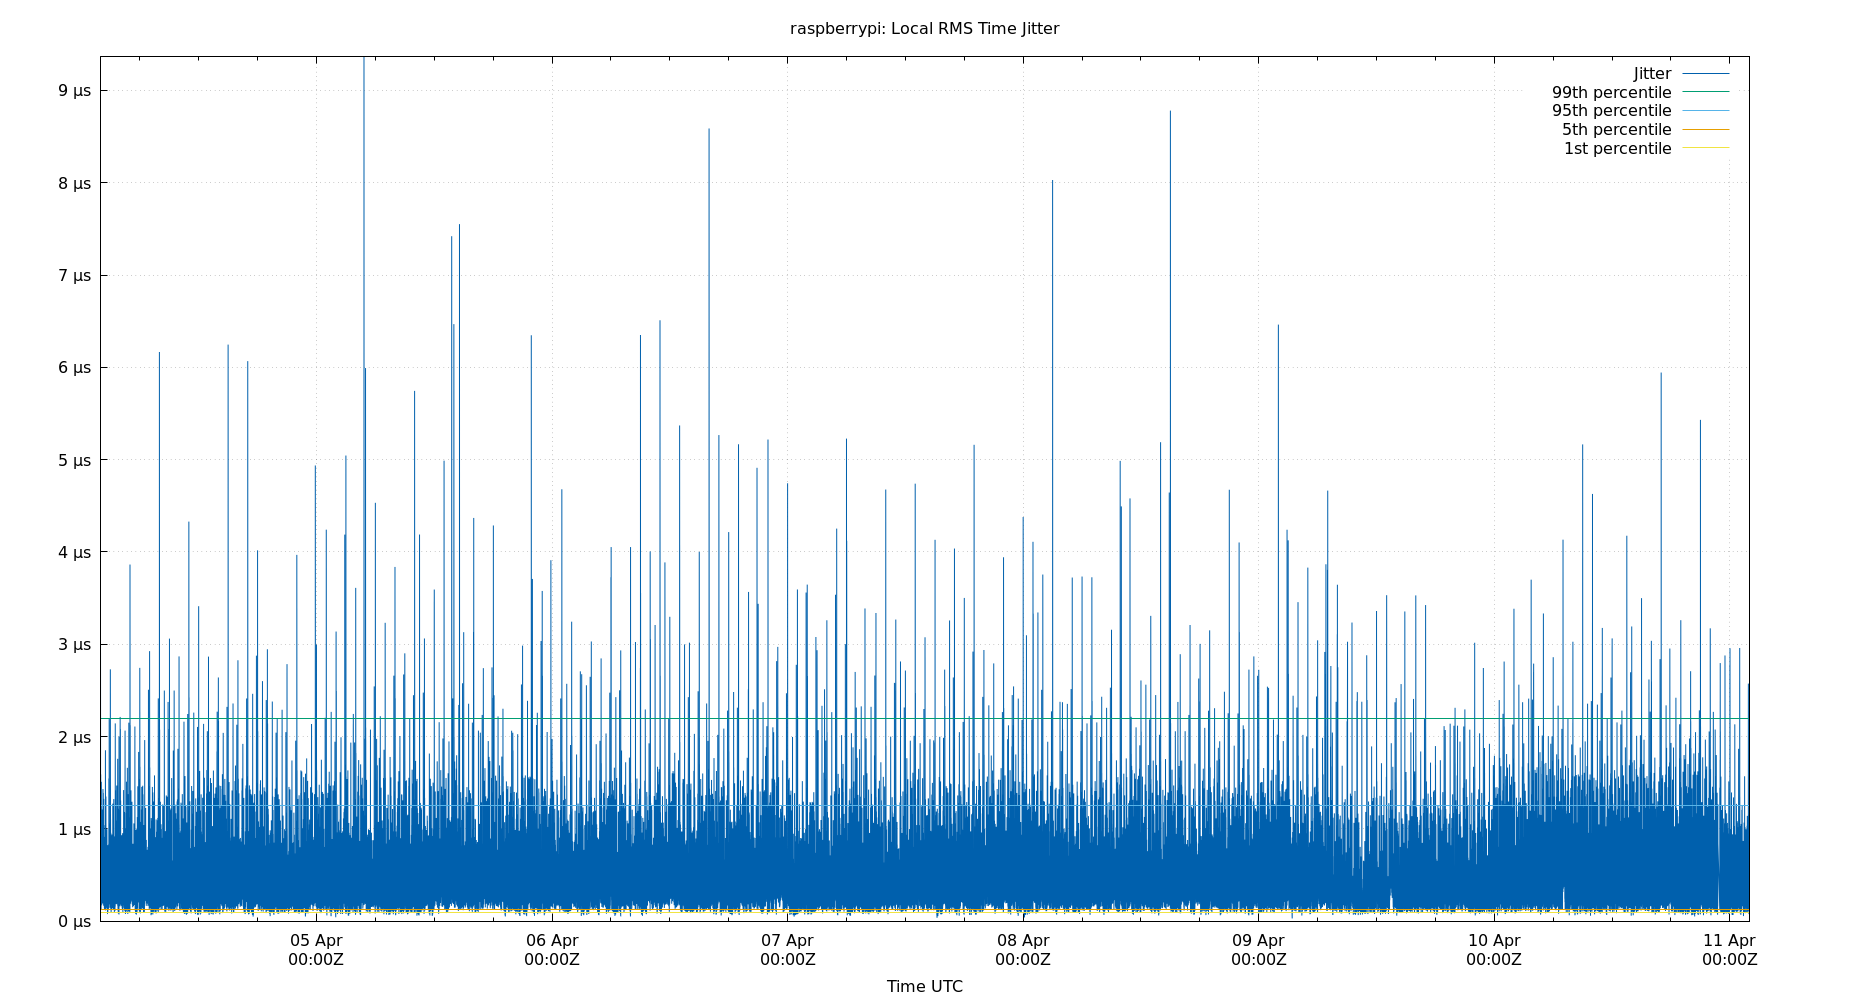 raspberrypi: Local RMS Time Jitter
Jitter
99th percentile
95th percentile
5th percentile
1st percentile
9 µs
8 µs
7 µs
6 µs
5 µs
4 µs
3 µs
2 µs
1 µs
0 µs
05 Apr 06 Apr 07 Apr 08 Apr 09 Apr 10 Apr 11 Apr
00:00Z 00:00Z 00:00Z 00:00Z 00:00Z 00:00Z 00:00Z
Time UTC